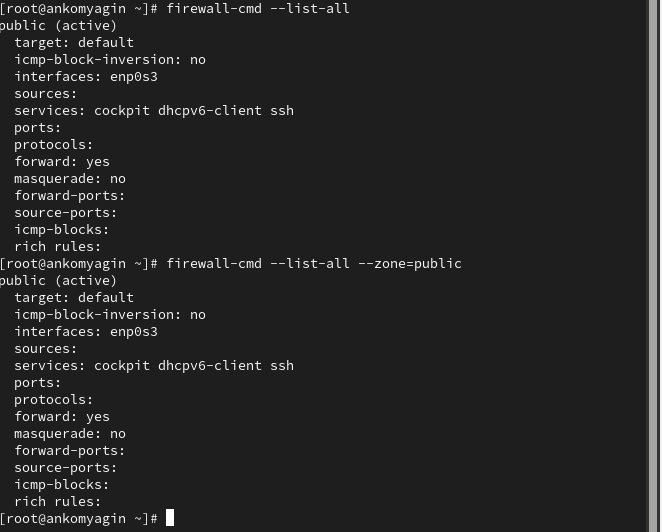 [root@ankomyagin ~]# firewall-cmd --list-all
public (active)
  target: default
  icmp-block-inversion: no
  interfaces: enp0s3
  sources:
  services: cockpit dhcpv6-client ssh
  ports:
  protocols:
  forward: yes
  masquerade: no
  forward-ports:
  source-ports:
  icmp-blocks:
  rich rules:
[root@ankomyagin ~]# firewall-cmd --list-all --zone=public
public (active)
  target: default
  icmp-block-inversion: no
  interfaces: enp0s3
  sources:
  services: cockpit dhcpv6-client ssh
  ports:
  protocols:
  forward: yes
  masquerade: no
  forward-ports:
  source-ports:
  icmp-blocks:
  rich rules:
[root@ankomyagin ~]#